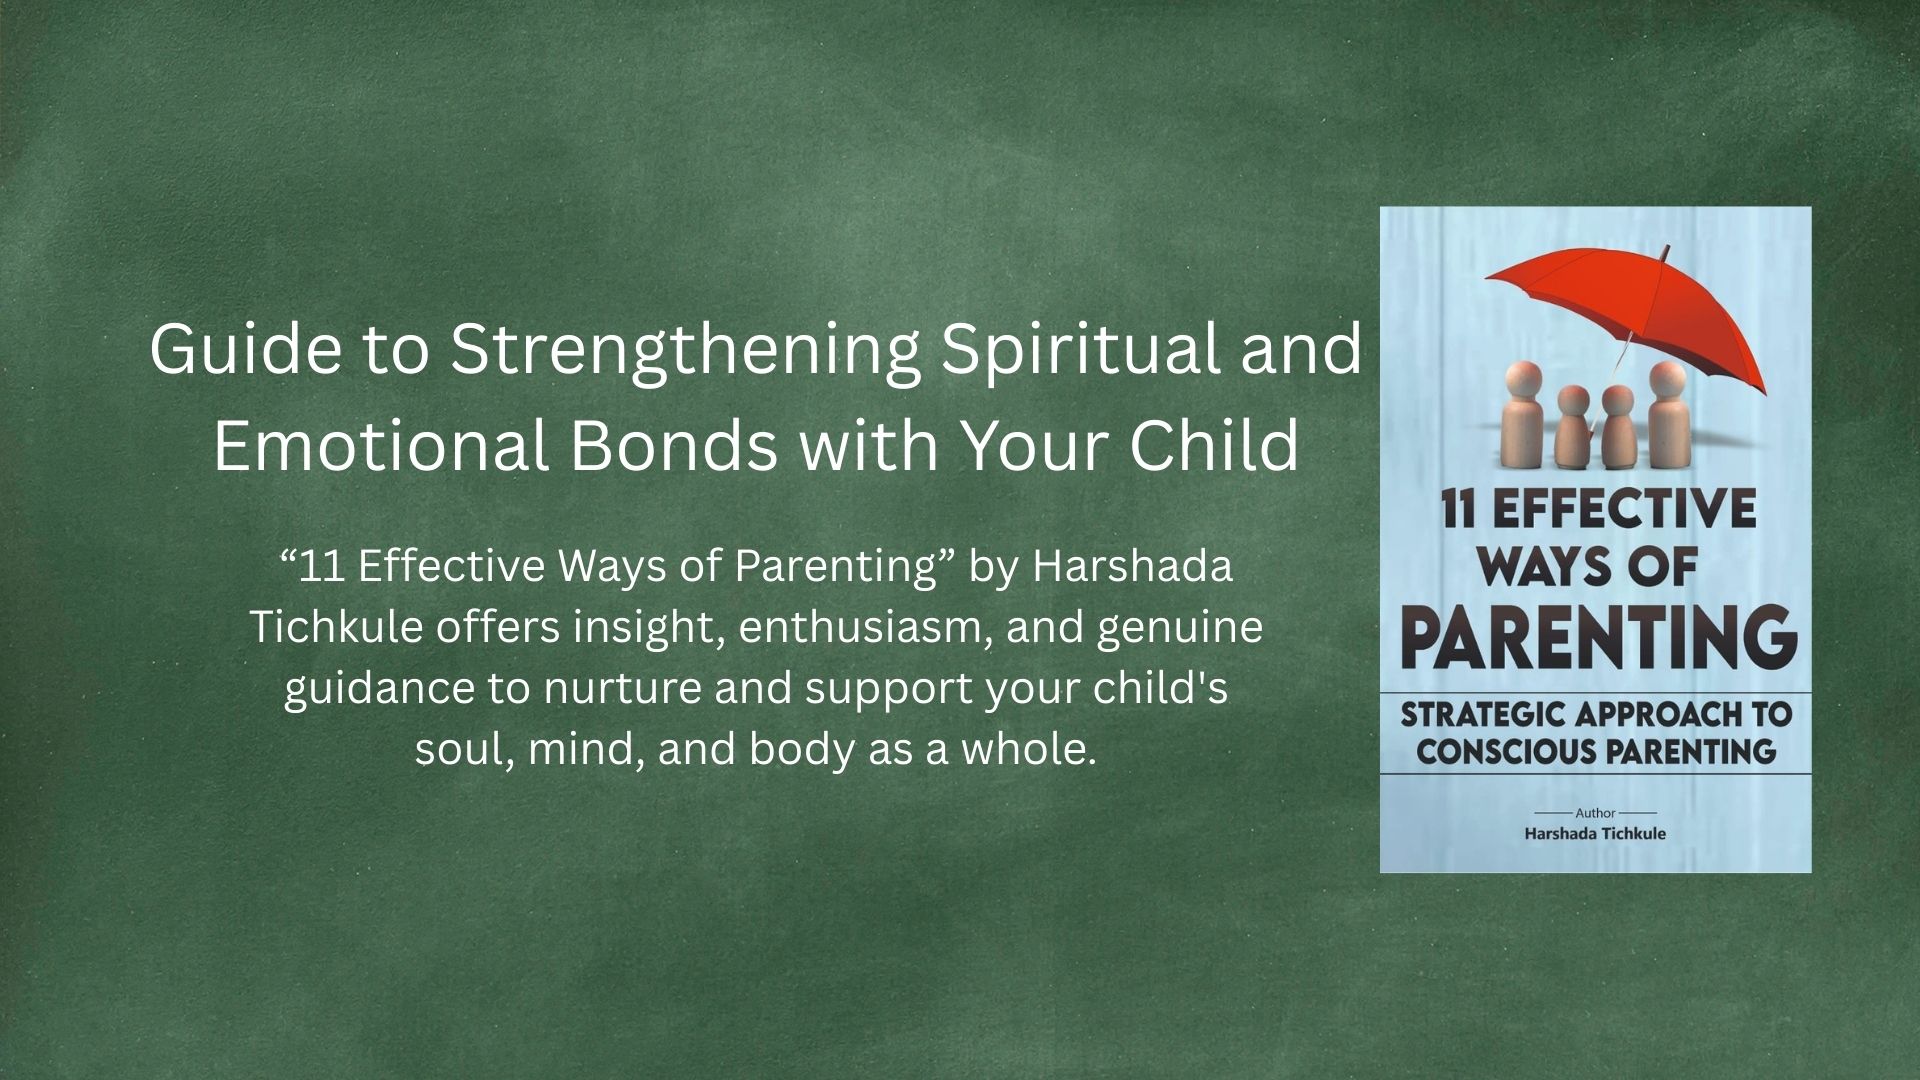 Guide to Strengthening Spiritual and
Emotional Bonds with Your Child
“11 Effective Ways of Parenting” by Harshada
Tichkule offers insight, enthusiasm, and genuine
guidance to nurture and support your child's
soul, mind, and body as a whole.
11 EFFECTIVE
WAYS OF
PARENTING
STRATEGIC APPROACH TO
CONSCIOUS PARENTING
Author
Harshada Tichkule